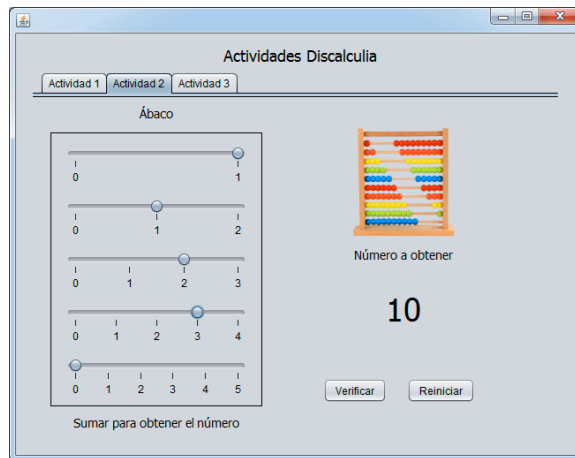 Actividades Discalculia
Actividad 1 Actividad 2 Actividad 3
Ábaco
0 1
0 1 2
0 1 2 3
0 1 2 3 4
0 1 2 3 4 5
Sumar para obtener el número
Número a obtener
10
Verificar Reiniciar